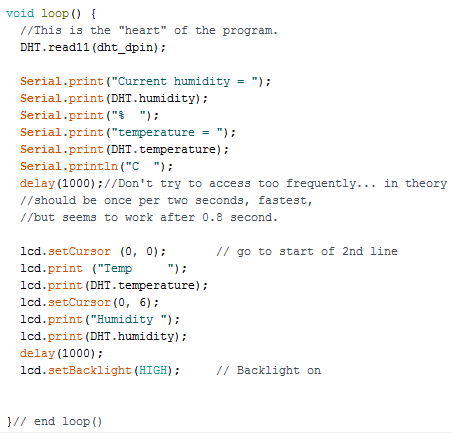 void loop() {
  //This is the "heart" of the program.
  DHT.read11(dht_dpin);

  Serial.print("Current humidity = ");
  Serial.print(DHT.humidity);
  Serial.print("%  ");
  Serial.print("temperature = ");
  Serial.print(DHT.temperature);
  Serial.println("C  ");
  delay(1000);//Don't try to access too frequently... in theory
  //should be once per two seconds, fastest,
  //but seems to work after 0.8 second.

  lcd.setCursor (0, 0);       // go to start of 2nd line
  lcd.print ("Temp     ");
  lcd.print(DHT.temperature);
  lcd.setCursor(0, 6);
  lcd.print("Humidity ");
  lcd.print(DHT.humidity);
  delay(1000);
  lcd.setBacklight(HIGH);     // Backlight on

}// end loop()